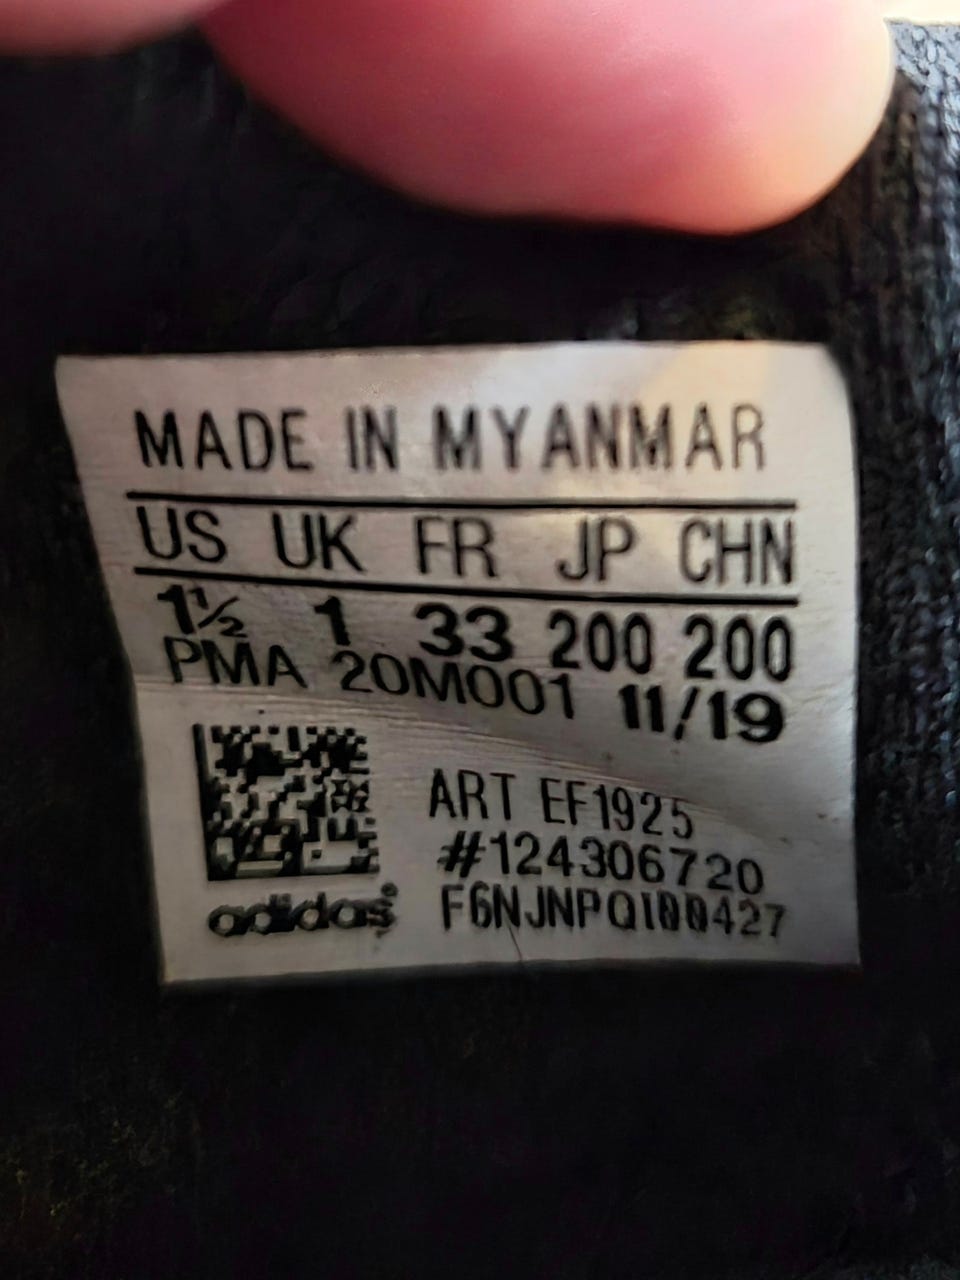 MADE IN MYANMAR
US UK FR JP CHN
1½ 1 33 200 200
PMA 20M001 11/19
ART EF1925
#124306720
F6NJNPQI00427
adidas®